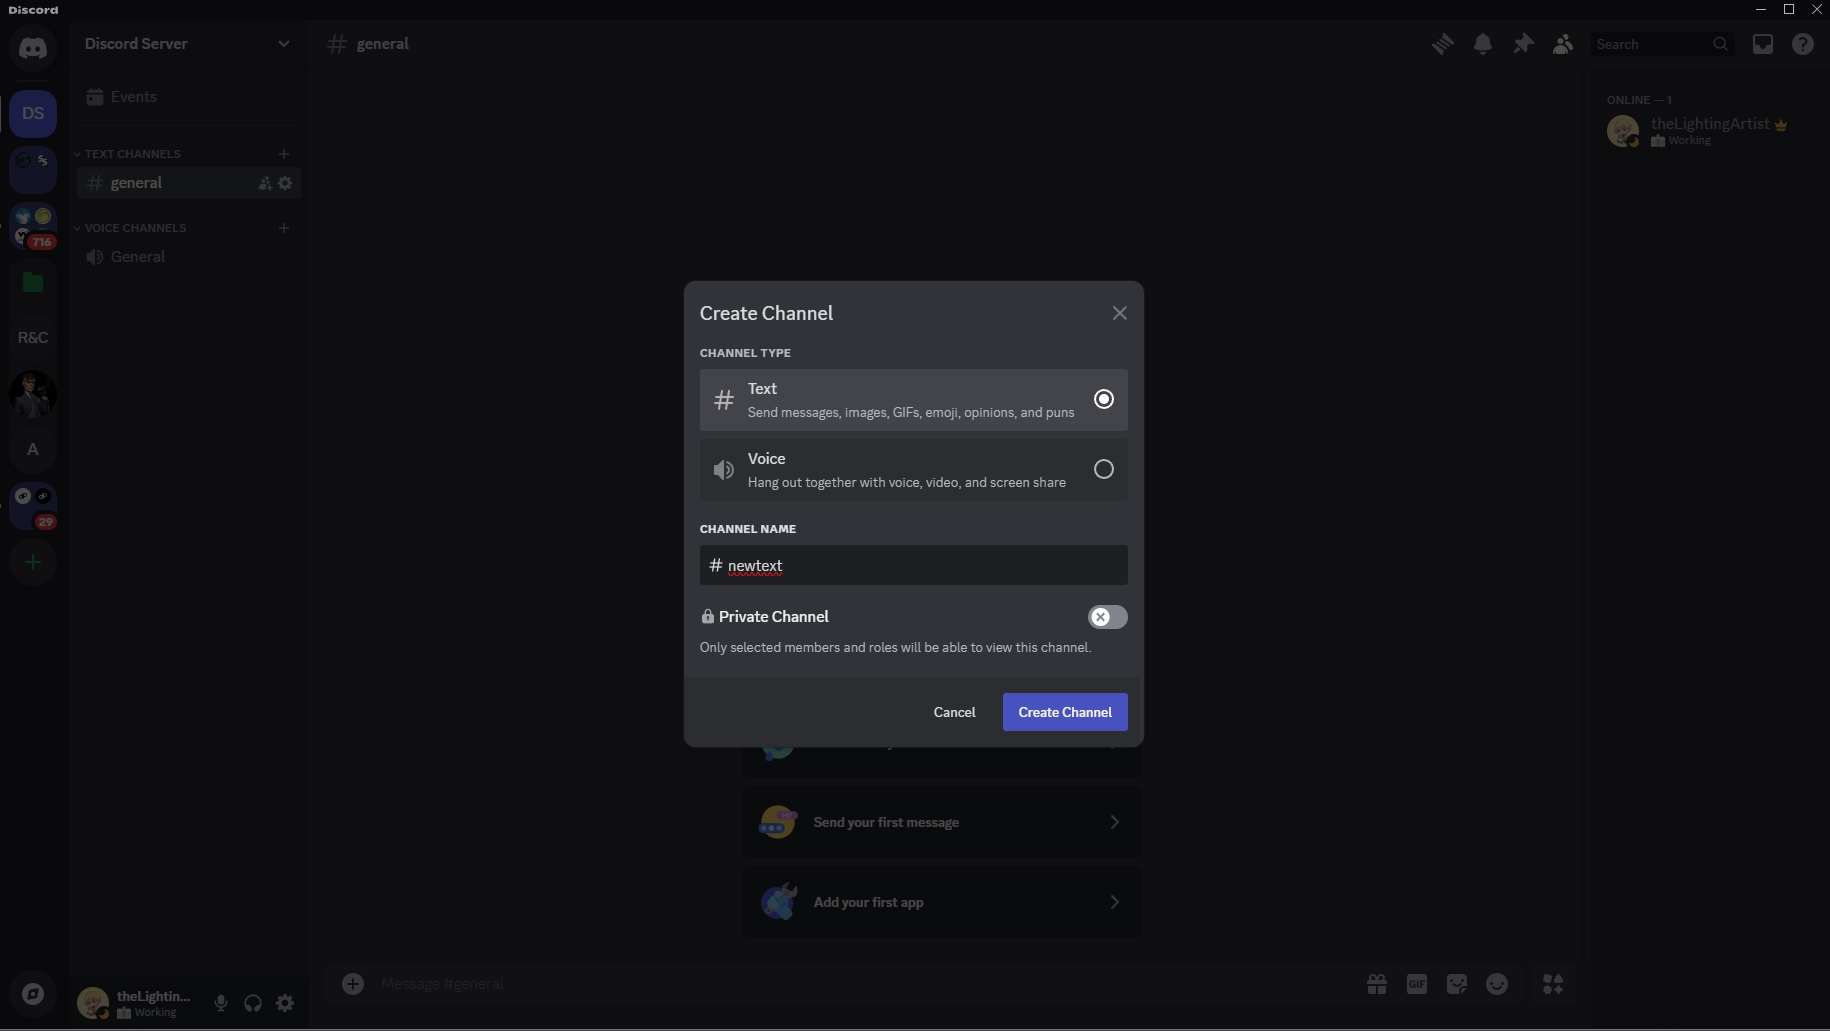 Discord
Discord Server
general
Search
Events
ONLINE — 1
theLightingArtist
Working
DS
TEXT CHANNELS
general
VOICE CHANNELS
716
General
R&C
A
29
Create Channel
CHANNEL TYPE
Text
Send messages, images, GIFs, emoji, opinions, and puns
Voice
Hang out together with voice, video, and screen share
CHANNEL NAME
# newtext
Private Channel
Only selected members and roles will be able to view this channel.
Cancel
Create Channel
Send your first message
Add your first app
Message #general
GIF
theLightin...
Working